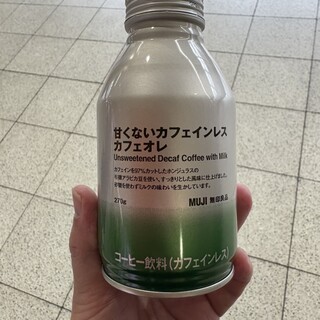 甘くないカフェインレス
カフェオレ
Unsweetened Decaf Coffee with Milk
カフェインを97%カットしたホンジュラスの
有機アラビカ豆を使い、すっきりとした風味に仕上げました。
砂糖を使わずミルクの味わいを生かしています。
270g
MUJI 無印良品
コーヒー飲料(カフェインレス)